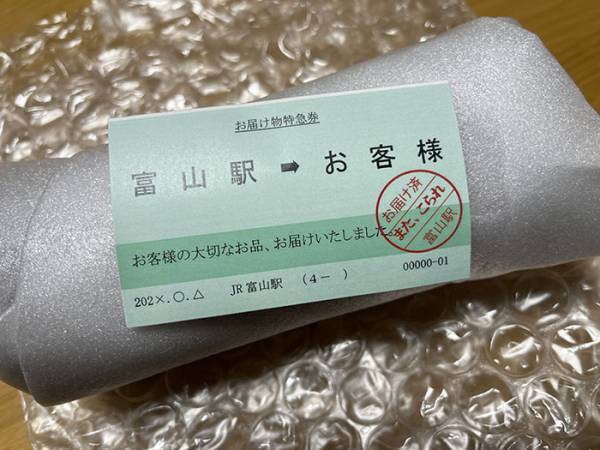 お届け物特急券
富山駅➡お客様
お届け済
また、こられ
富山駅
お客様の大切なお品、お届けいたしました。
202×.○.△ JR富山駅 (4- ) 00000-01